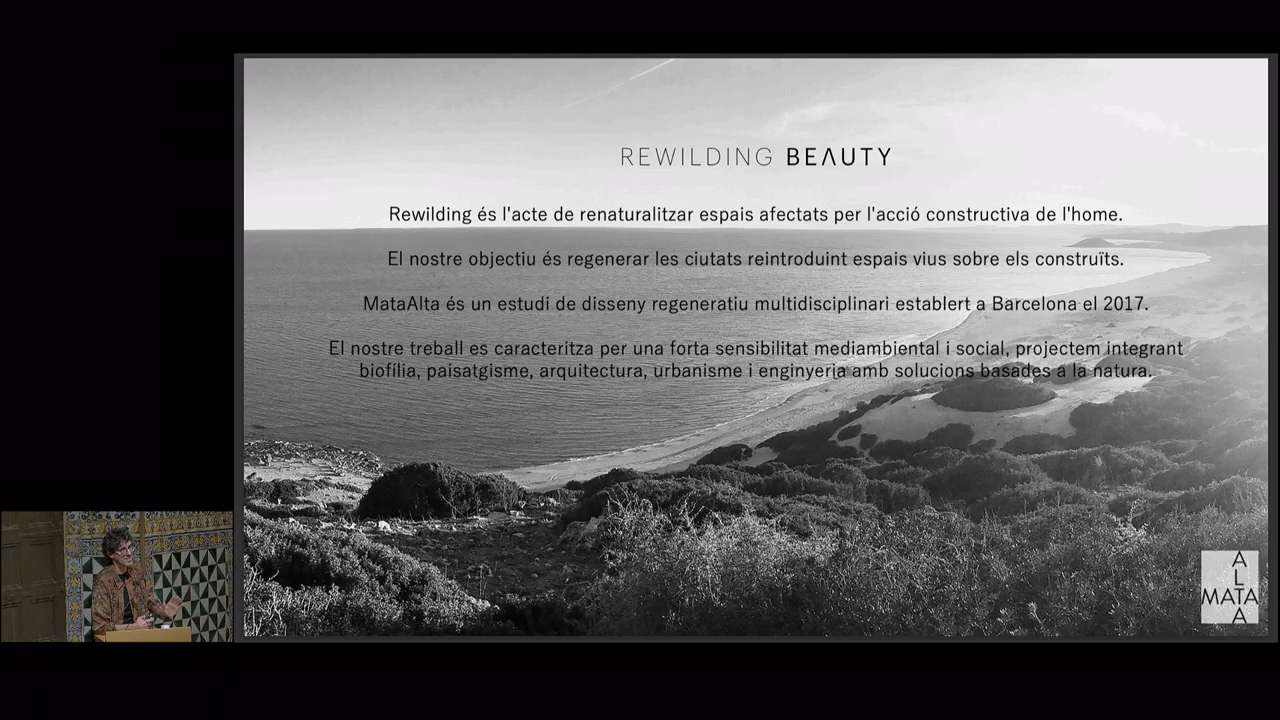 REWILDING BEAUTY
Rewilding és l'acte de renaturalitzar espais afectats per l'acció constructiva de l'home.
El nostre objectiu és regenerar les ciutats reintroduint espais vius sobre els construïts.
MataAlta és un estudi de disseny regeneratiu multidisciplinari establert a Barcelona el 2017.
El nostre treball es caracteritza per una forta sensibilitat mediambiental i social, projectem integrant
biofília, paisatgisme, arquitectura, urbanisme i enginyeria amb solucions basades a la natura.
ALTA
MATA